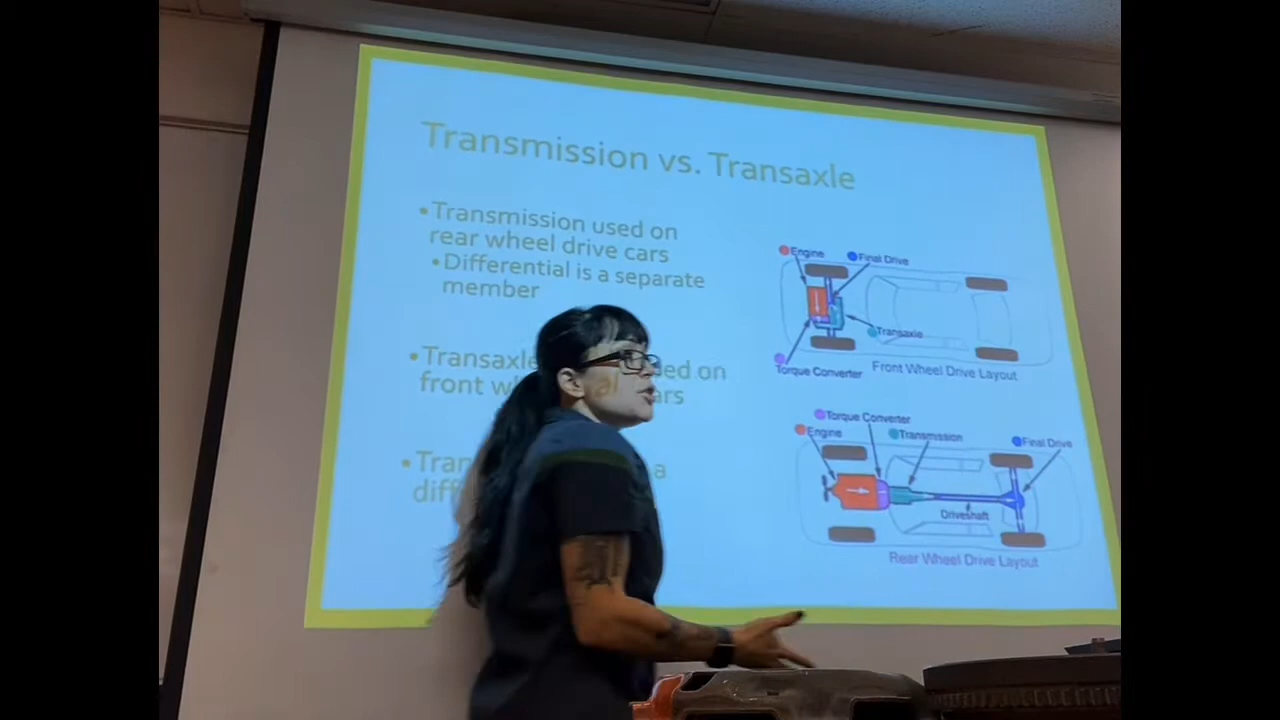 Transmission vs. Transaxle
•Transmission used on
rear wheel drive cars
•Differential is a separate
member
•Transaxle ed on
front w ars
•Tran a
diff
Engine
Final Drive
Transaxle
Torque Converter
Front Wheel Drive Layout
Torque Converter
Engine
Transmission
Final Drive
Driveshaft
Rear Wheel Drive Layout